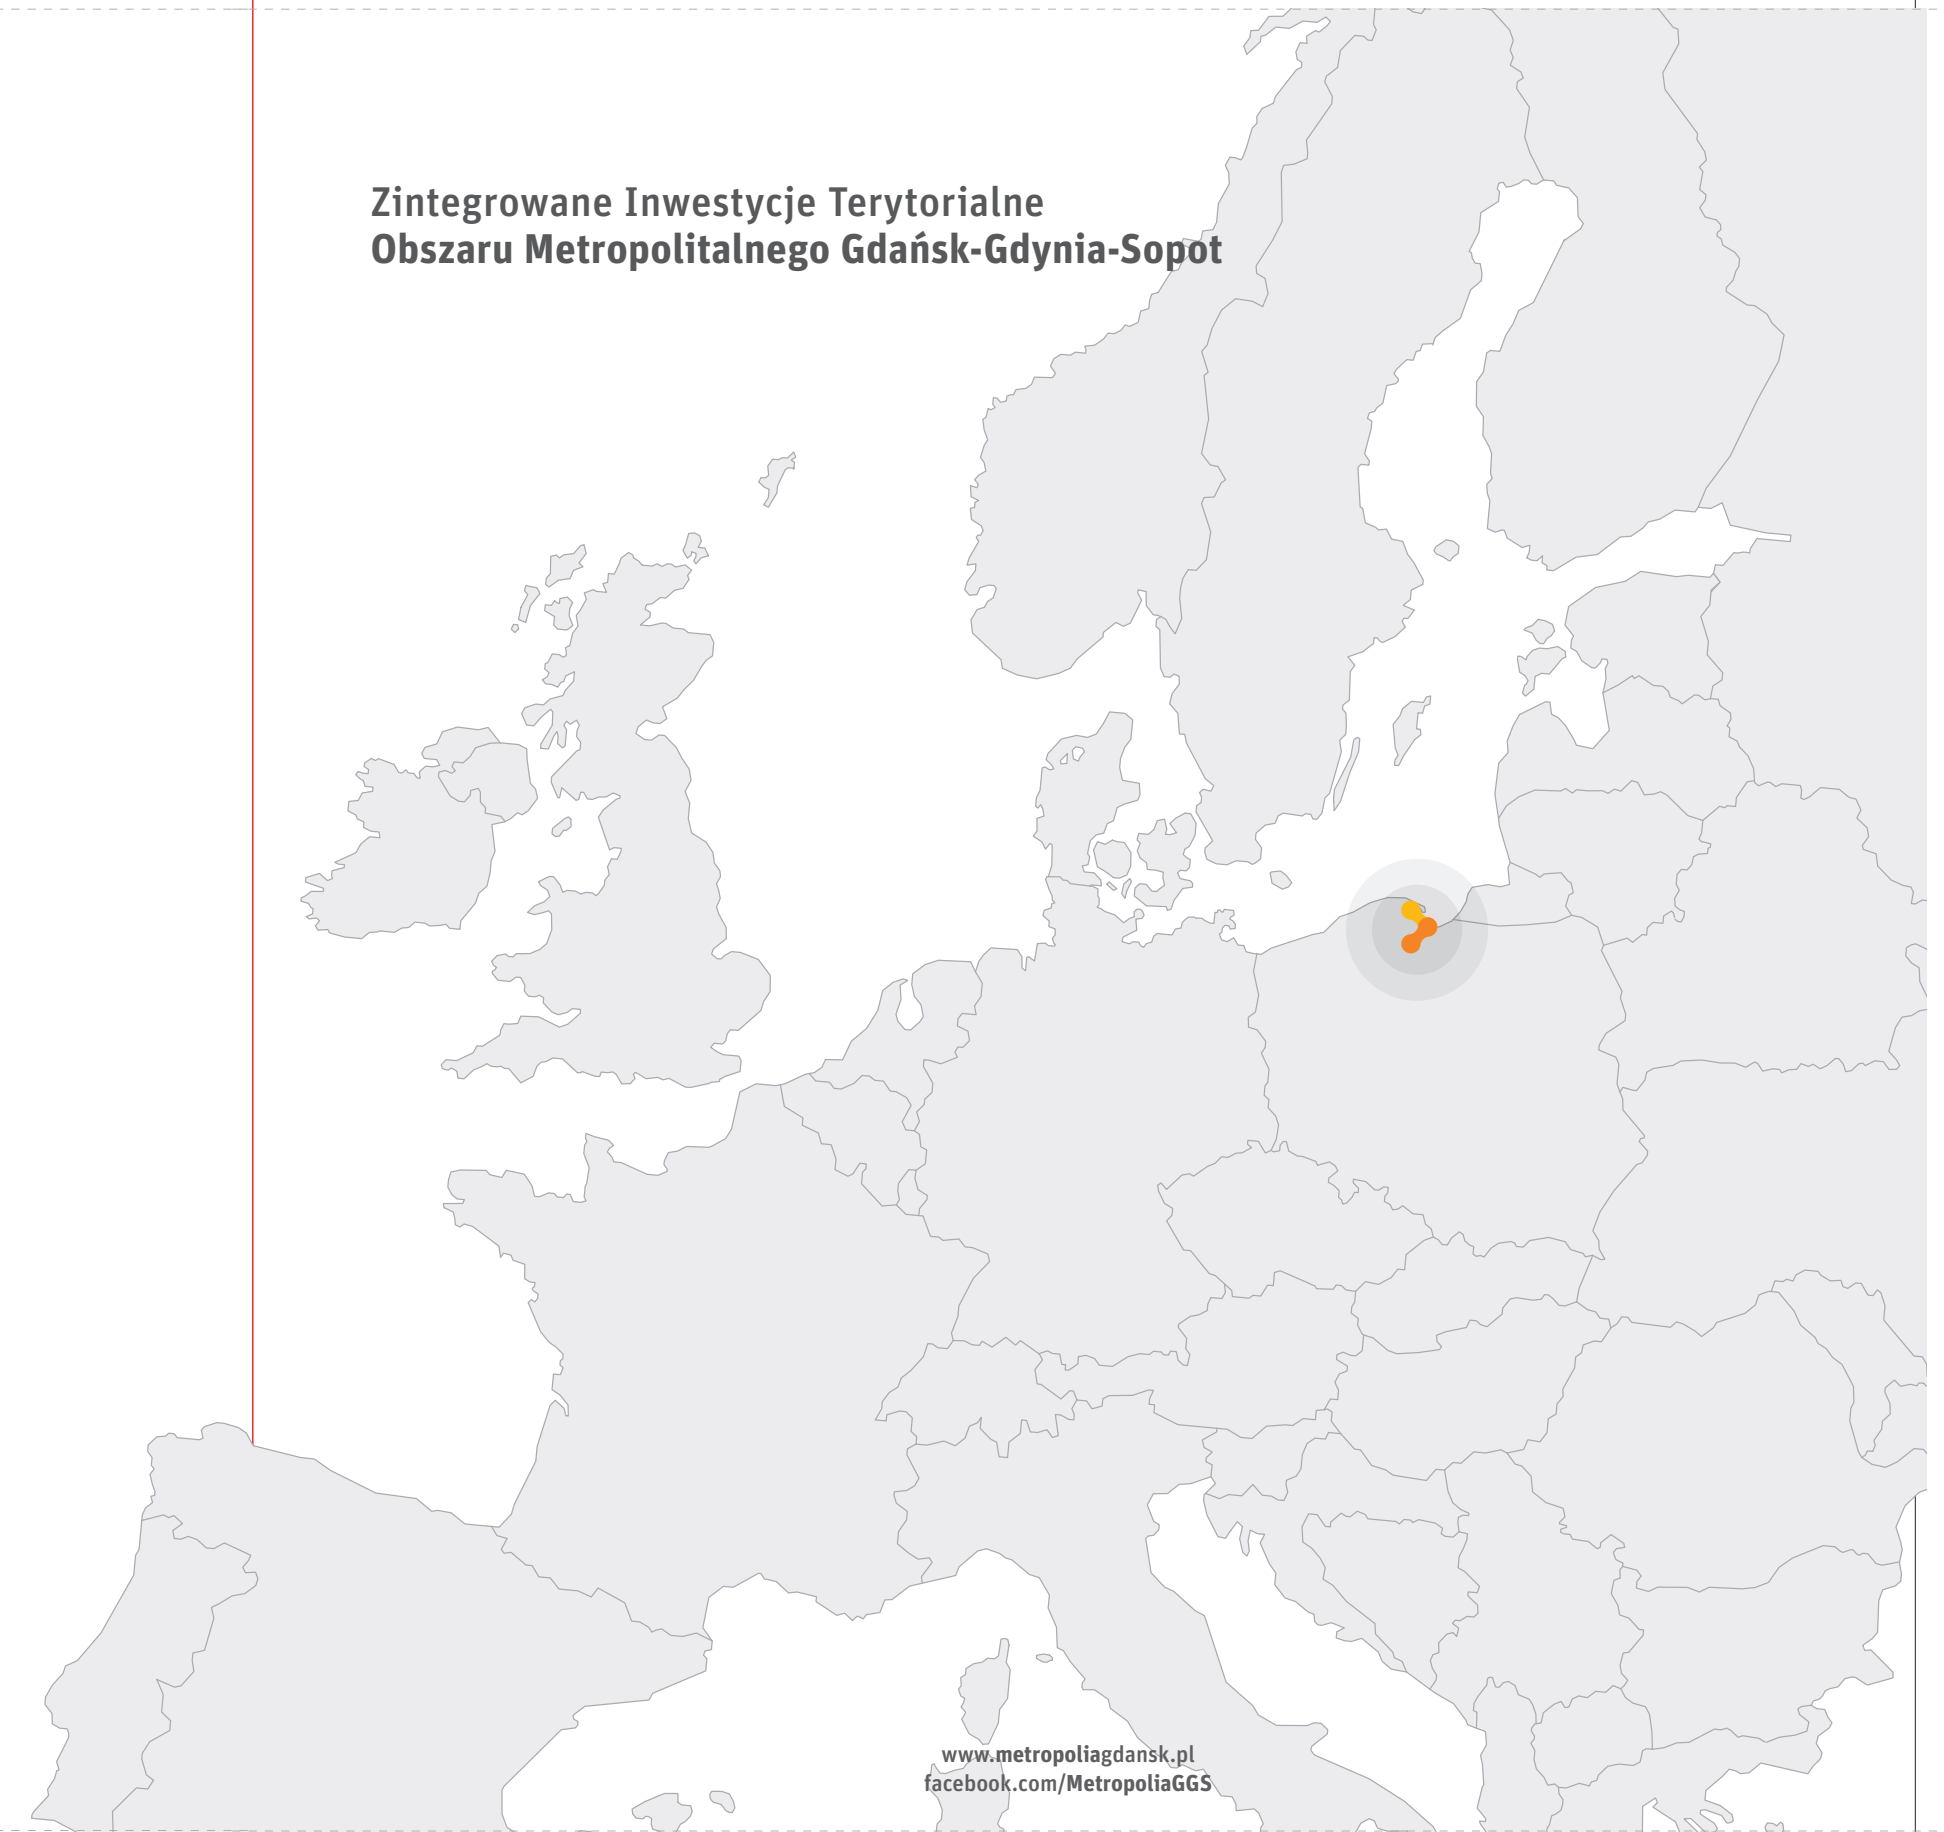 Zintegrowane Inwestycje Terytorialne
Obszaru Metropolitalnego Gdańsk-Gdynia-Sopot
www.metropoliagdansk.pl
facebook.com/MetropoliaGGS